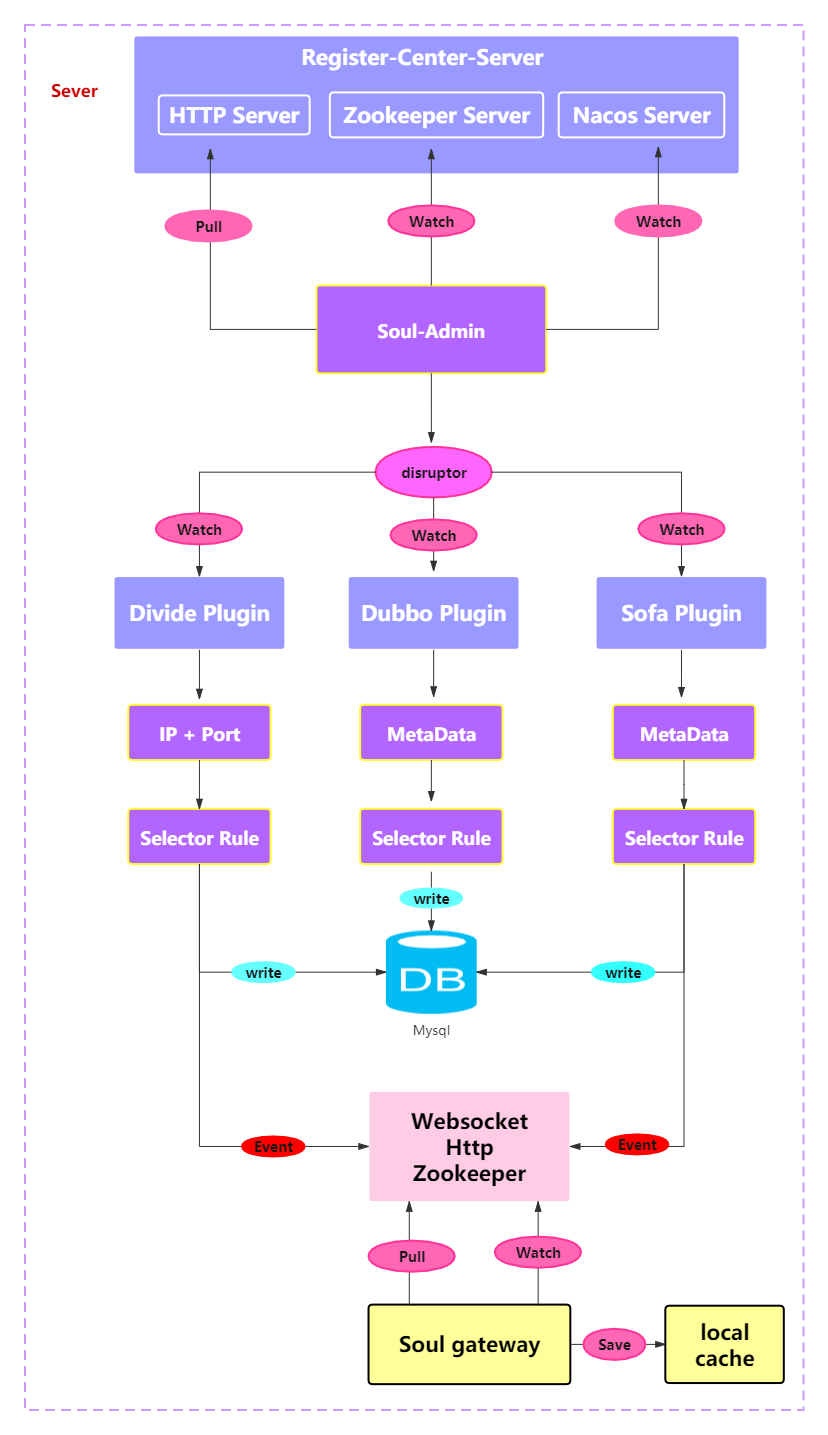 Register-Center-Server
Sever
HTTP Server
Zookeeper Server
Nacos Server
Pull
Watch
Watch
Soul-Admin
disruptor
Watch
Watch
Watch
Divide Plugin
Dubbo Plugin
Sofa Plugin
IP + Port
MetaData
MetaData
Selector Rule
Selector Rule
Selector Rule
write
write
DB
write
Mysql
Websocket
Http
Zookeeper
Event
Event
Pull
Watch
Soul gateway
Save
local
cache